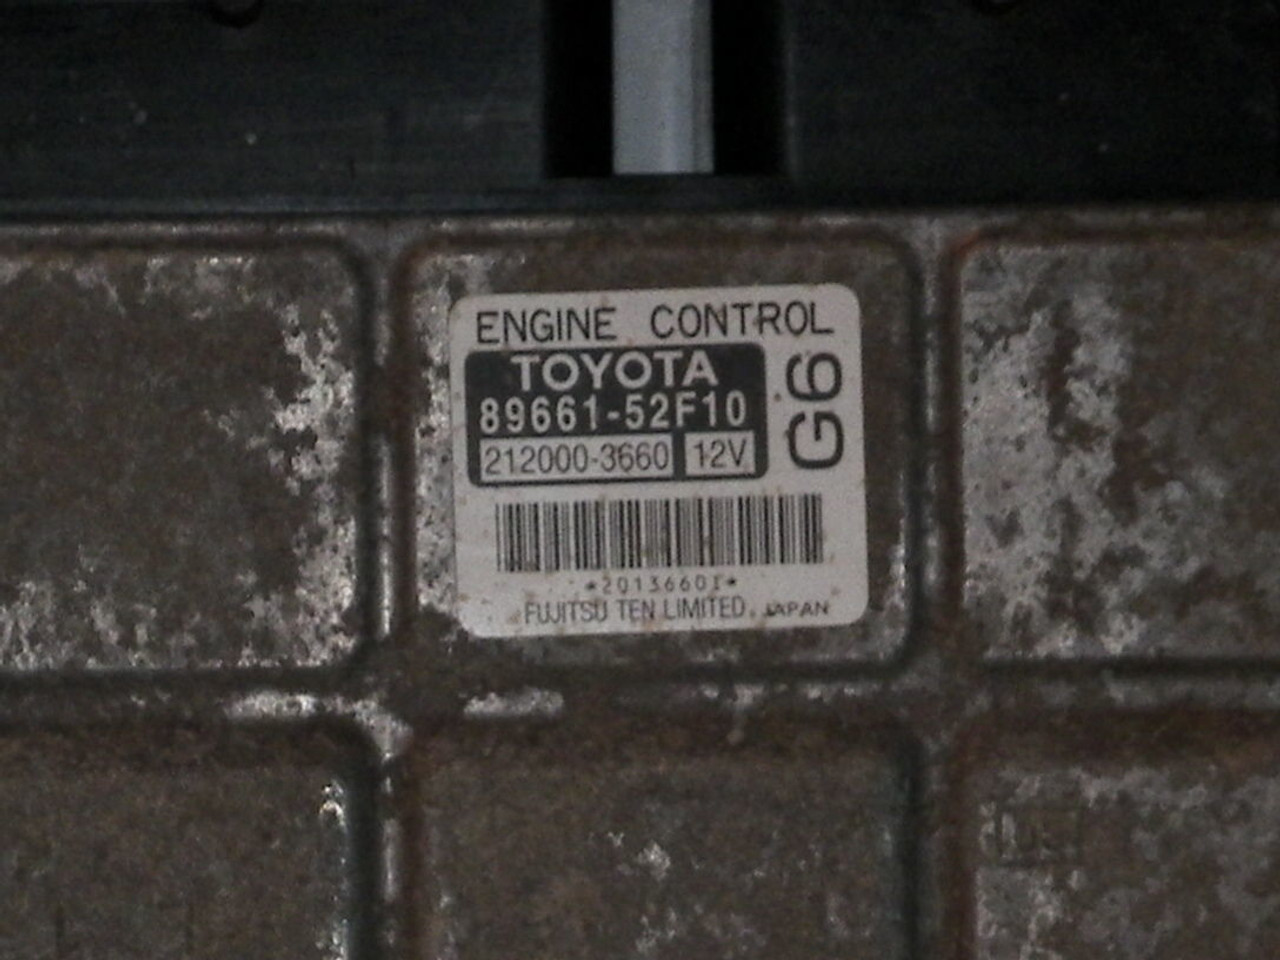 ENGINE CONTROL
TOYOTA
89661-52F10
212000-3660 12V
G6
*20136601*
FUJITSU TEN LIMITED JAPAN